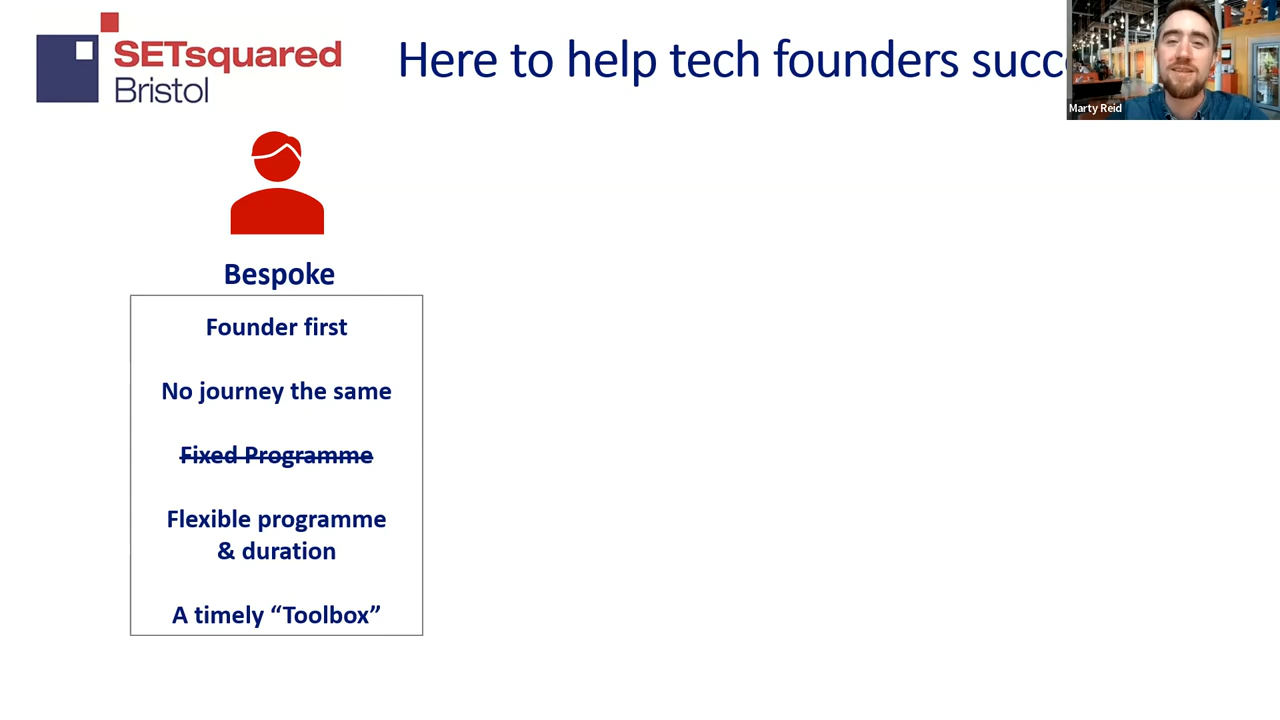 SETsquared
Bristol
Here to help tech founders
Marty Reid
Bespoke
Founder first
No journey the same
Fixed Programme
Flexible programme
& duration
A timely “Toolbox”